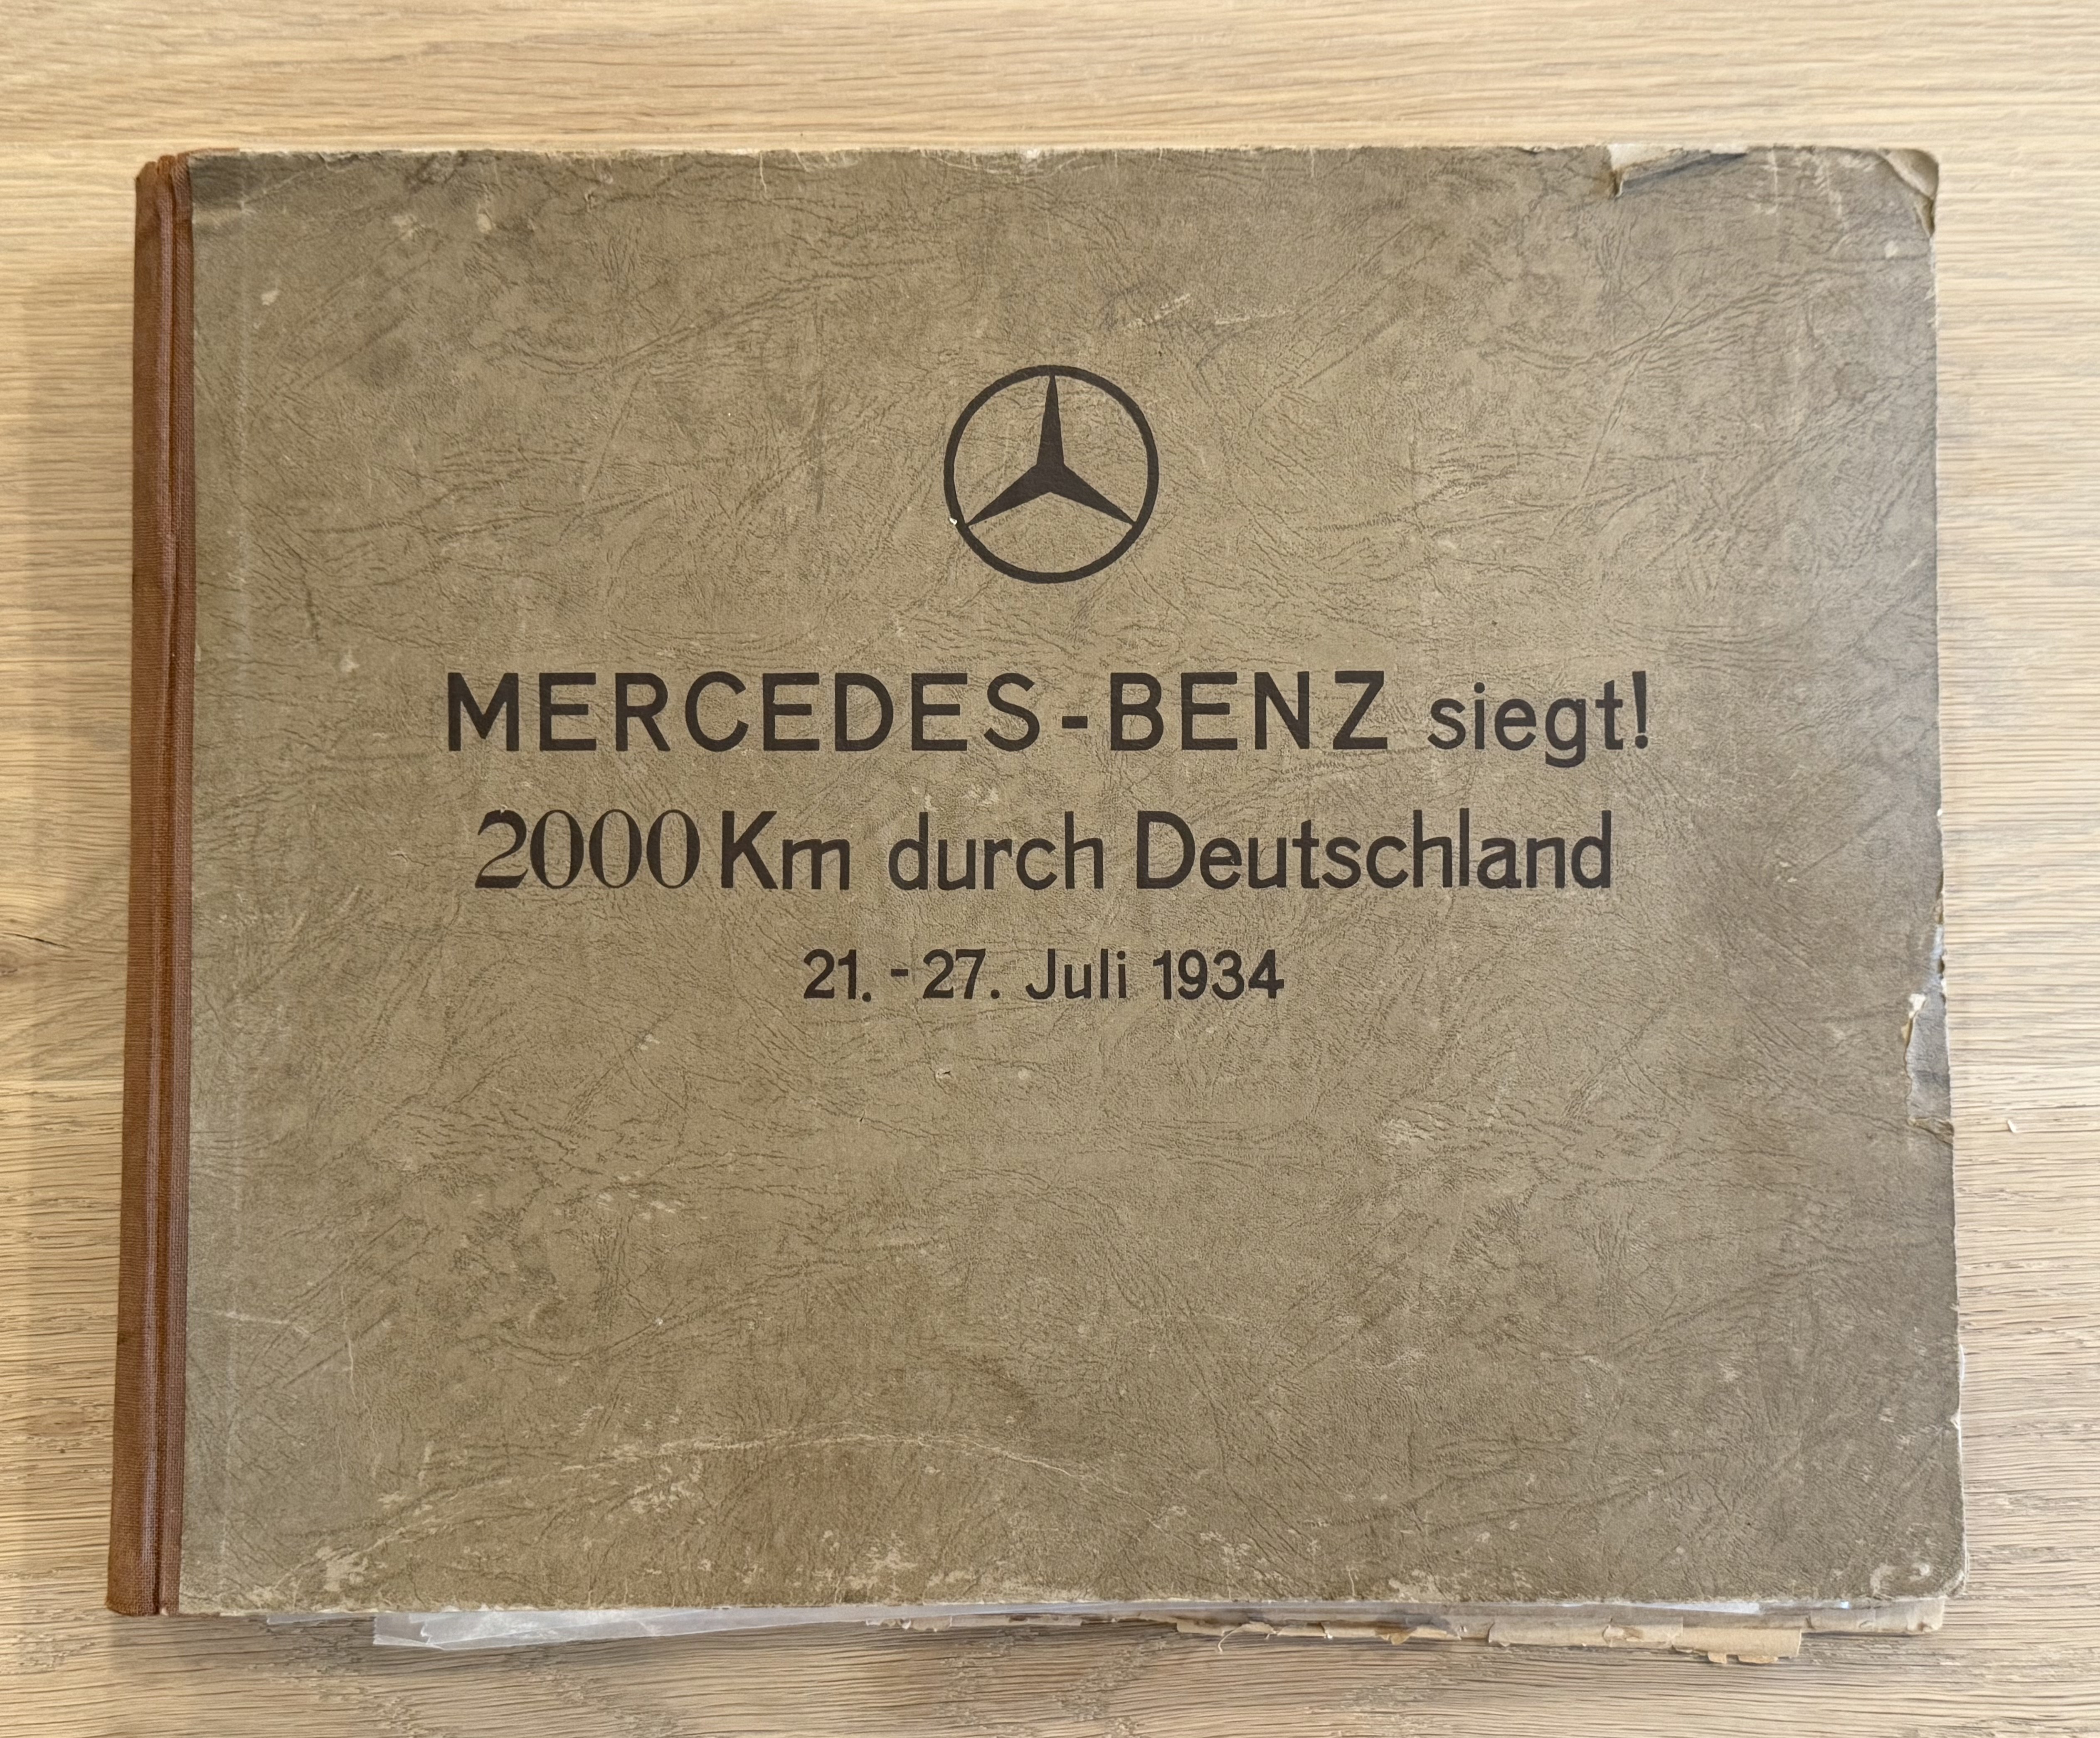 MERCEDES-BENZ siegt!
2000 Km durch Deutschland
21.-27. Juli 1934